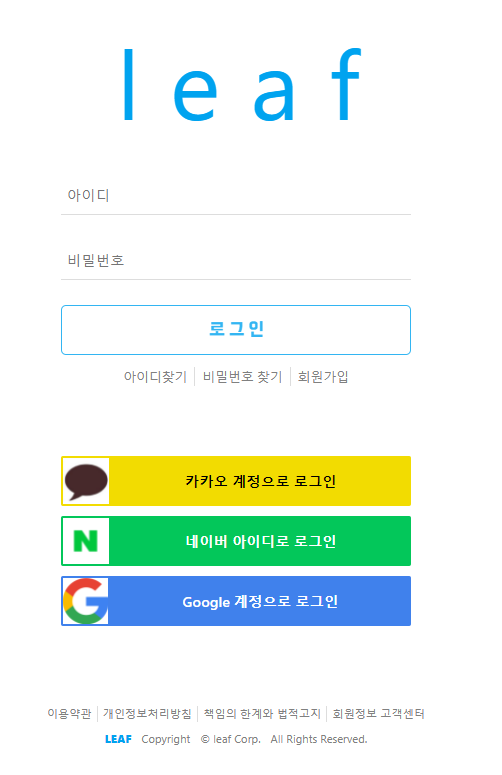 leaf
아이디
비밀번호
로그인
아이디찾기 비밀번호 찾기 회원가입
카카오 계정으로 로그인
N 네이버 아이디로 로그인
G Google 계정으로 로그인
이용약관 개인정보처리방침 책임의 한계와 법적고지 회원정보 고객센터
LEAF Copyright © leaf Corp. All Rights Reserved.